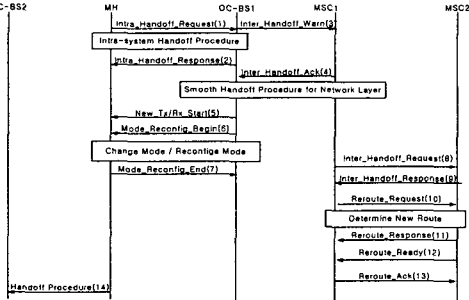 C-BS2 MH OC-BS1 MSC1 MSC2
Intra_Handoff_Request(1) Inter_Handoff_Warn(3)
Intra-system Handoff Procedure
Intra_Handoff_Response(2)
Inter_Handoff_Ack(4)
Smooth Handoff Procedure for Network Layer
New_Tx/Rx_Start(5)
Mode_Reconfig_Begin(6)
Change Mode / Reconfige Mode
Inter_Handoff_Request(8)
Mode_Reconfig_End(7)
Inter_Handoff_Response(9)
Reroute_Request(10)
Determine New Route
Reroute_Response(11)
Reroute_Ready(12)
Reroute_Ack(13)
Handoff Procedure(14)